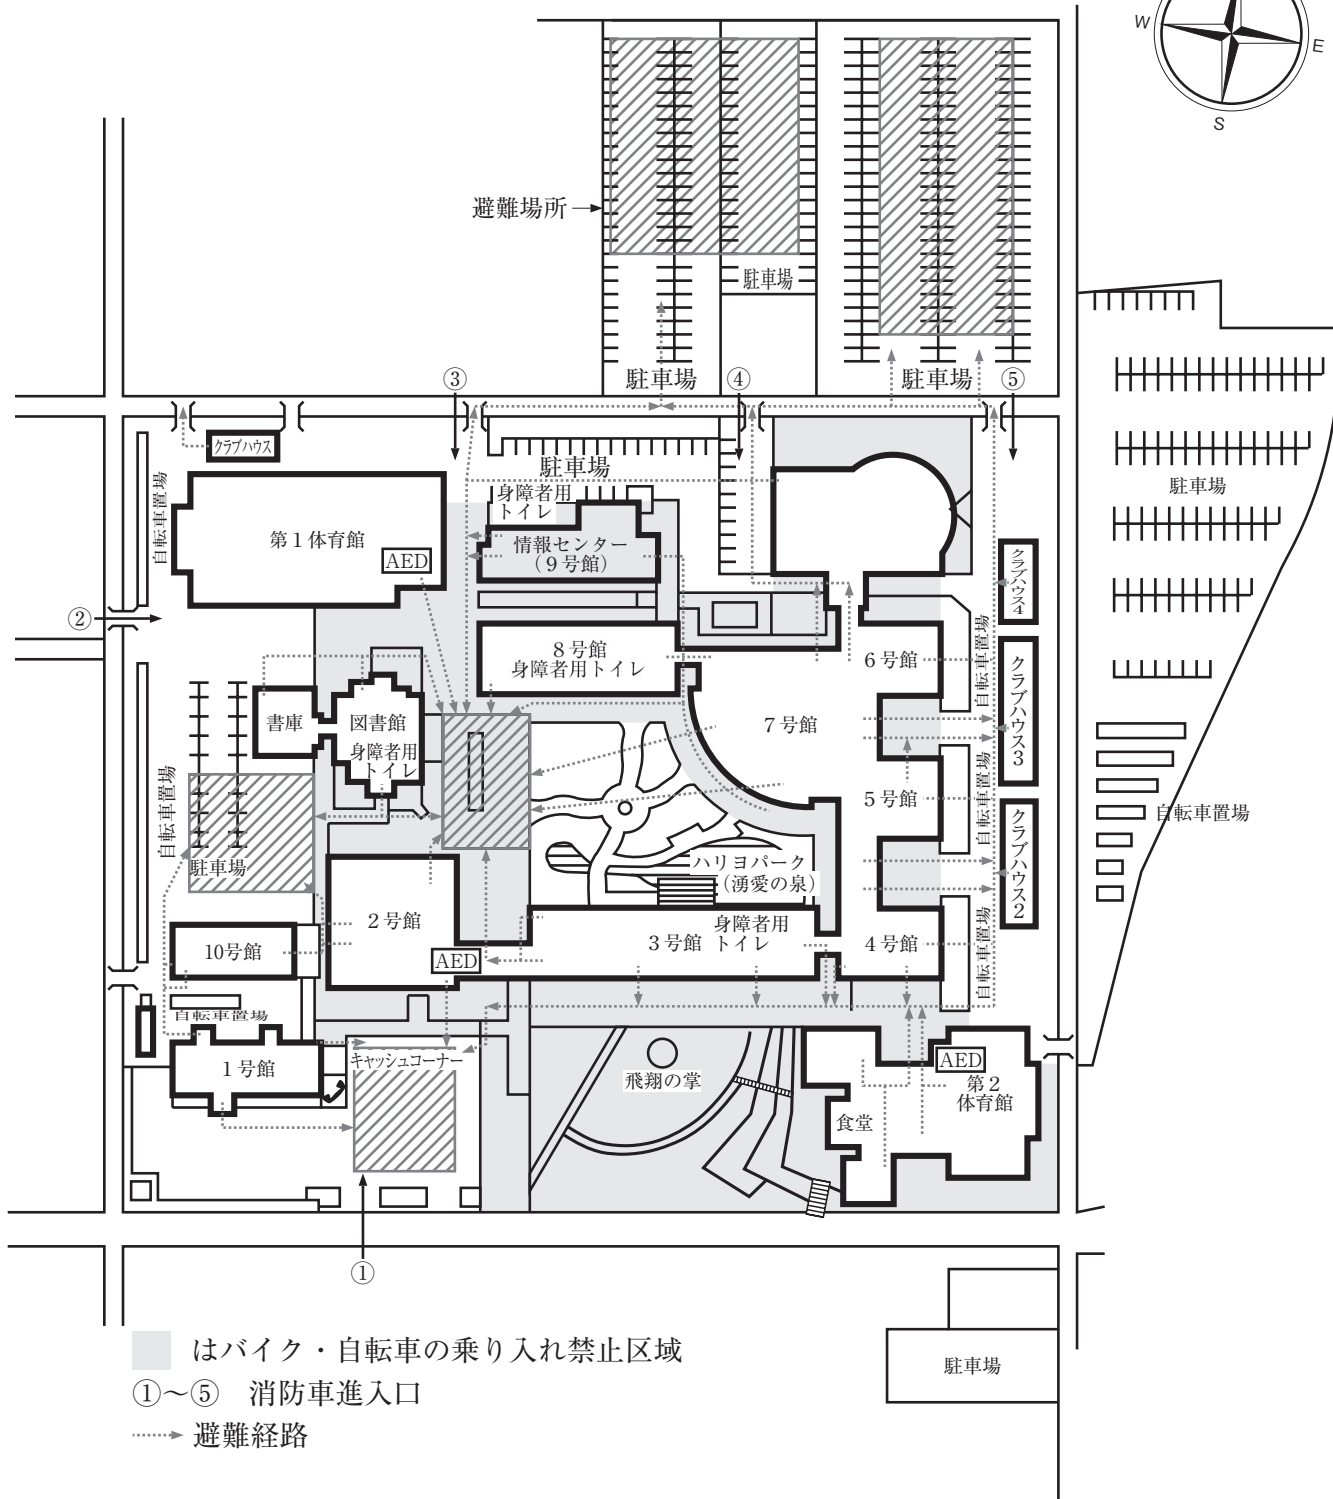 W
E
S
避難場所
駐車場
③
駐車場
④
駐車場
⑤
クラブハウス
自転車置場
駐車場
身障者用
トイレ
第１体育館
AED
情報センター
（９号館）
駐車場
クラブハウス４
②
８号館
身障者用トイレ
６号館
自転車置場
クラブハウス３
書庫
図書館
身障者用
トイレ
７号館
自転車置場
駐車場
５号館
自転車置場
自転車置場
クラブハウス２
ハリヨパーク
（湧愛の泉）
２号館
10号館
AED
３号館
身障者用
トイレ
４号館
自転車置場
自転車置場
１号館
キャッシュコーナー
飛翔の掌
AED
第２
体育館
食堂
①
はバイク・自転車の乗り入れ禁止区域
①～⑤　消防車進入口
避難経路
駐車場